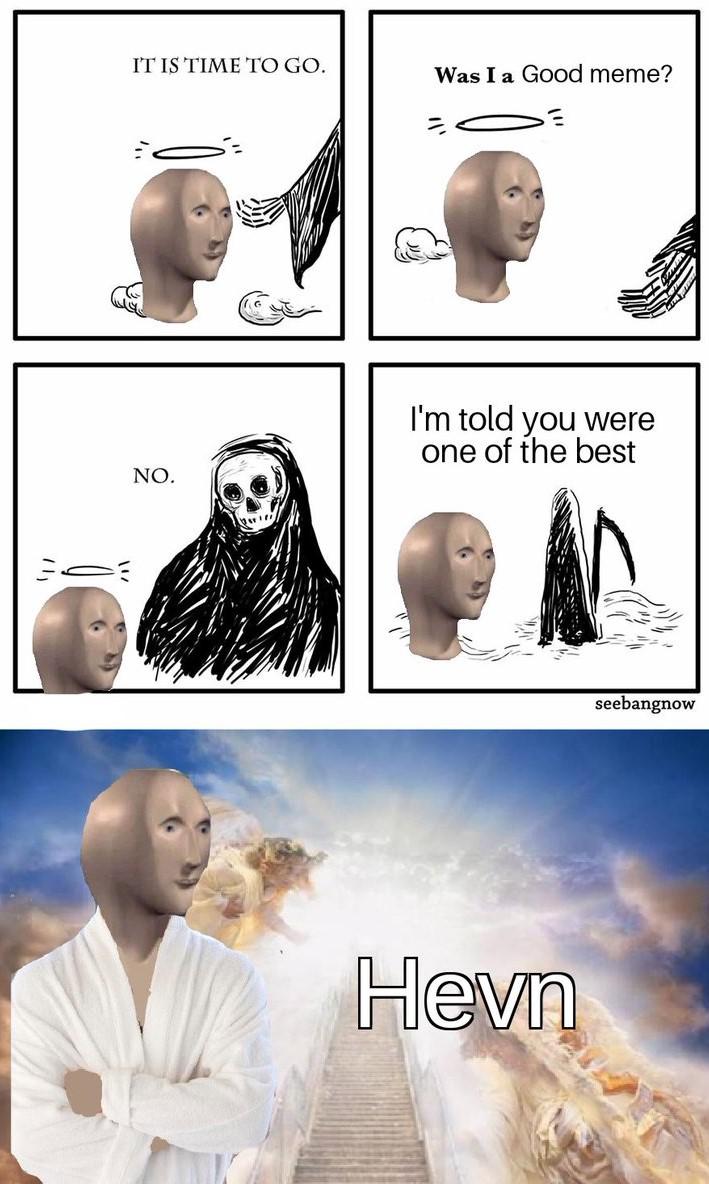 IT IS TIME TO GO.
Was I a Good meme?
NO.
I'm told you were
one of the best
seebangnow
Hevn